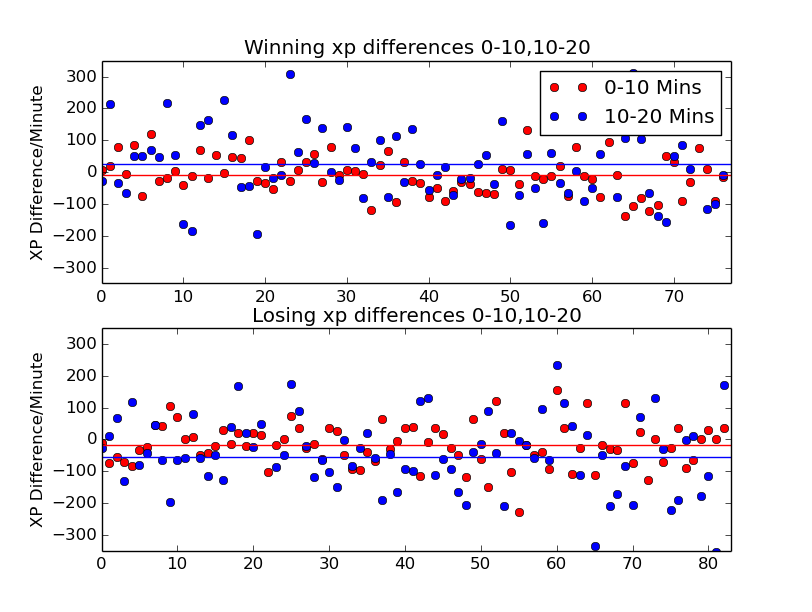 Winning xp differences 0-10,10-20
XP Difference/Minute
300
200
100
0
−100
−200
−300
0 10 20 30 40 50 60 70
0-10 Mins
10-20 Mins
Losing xp differences 0-10,10-20
XP Difference/Minute
300
200
100
0
−100
−200
−300
0 10 20 30 40 50 60 70 80